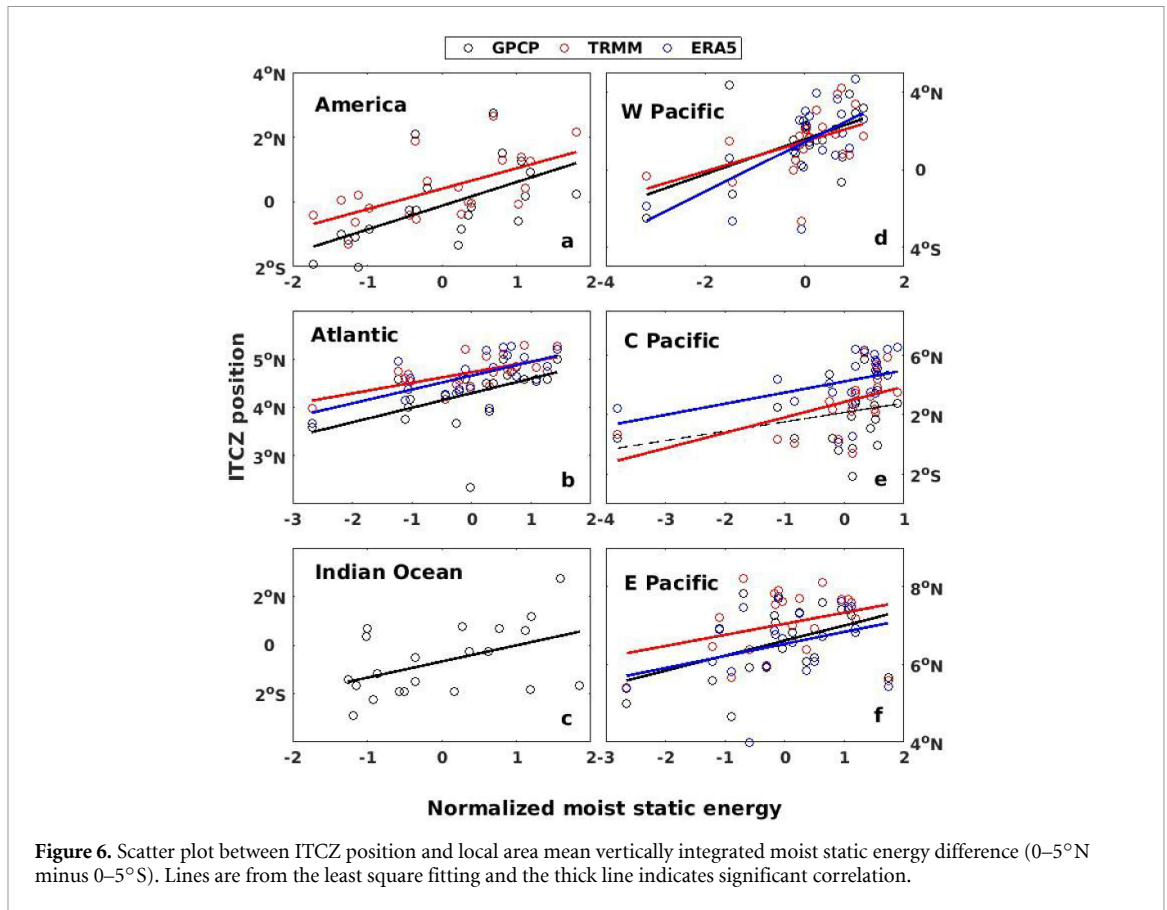 GPCP TRMM ERA5
America
a
4°N
2°N
0
2°S
-2 -1 0 1 2
W Pacific
d
4°N
0
4°S
-4 -2 0 2
Atlantic
b
5°N
4°N
3°N
-3 -2 -1 0 1 2
C Pacific
e
6°N
2°N
2°S
-4 -3 -2 -1 0 1
Indian Ocean
c
2°N
0
2°S
-2 -1 0 1 2
E Pacific
f
8°N
6°N
4°N
-3 -2 -1 0 1 2
ITCZ position
Normalized moist static energy
Figure 6. Scatter plot between ITCZ position and local area mean vertically integrated moist static energy difference (0–5°N
minus 0–5°S). Lines are from the least square fitting and the thick line indicates significant correlation.